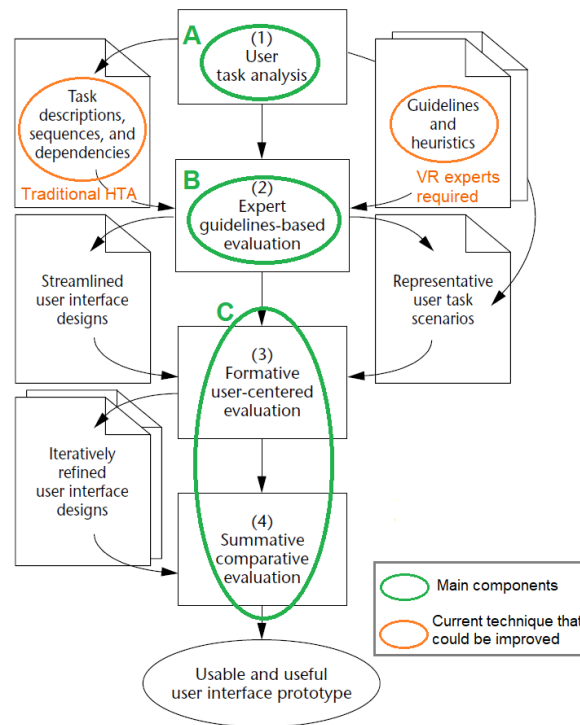 A
(1)
User
task analysis
Task
descriptions,
sequences, and
dependencies
Traditional HTA
Guidelines
and
heuristics
VR experts
required
B
(2)
Expert
guidelines-based
evaluation
Streamlined
user interface
designs
Representative
user task
scenarios
C
(3)
Formative
user-centered
evaluation
Iteratively
refined
user interface
designs
(4)
Summative
comparative
evaluation
Usable and useful
user interface prototype
Main components
Current technique that
could be improved